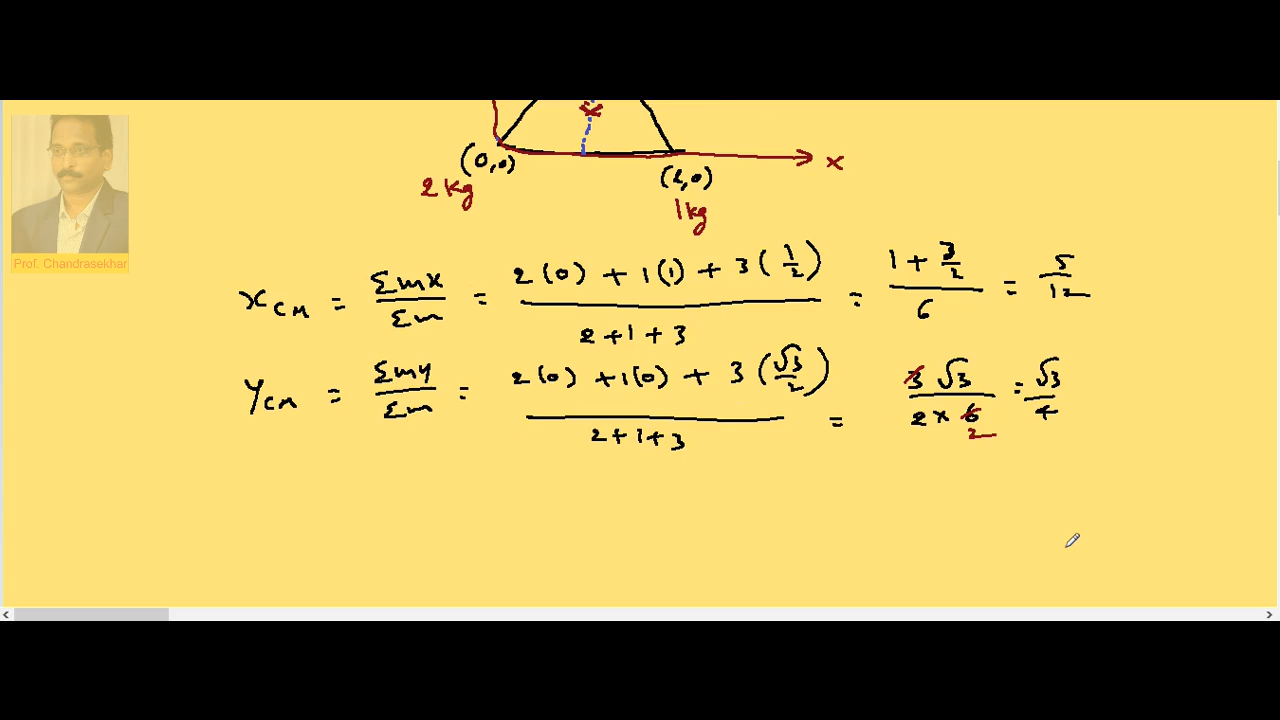 (0,0) x
2 kg (1,0)
1 kg
x_CM = Σmx/Σm = (2(0) + 1(1) + 3(1/2))/(2+1+3) = (1 + 3/2)/6 = 5/12
Y_CM = Σmy/Σm = (2(0) + 1(0) + 3(√3/2))/(2+1+3) = 3√3/(2×6) = √3/4
2
Prof. Chandrasekhar